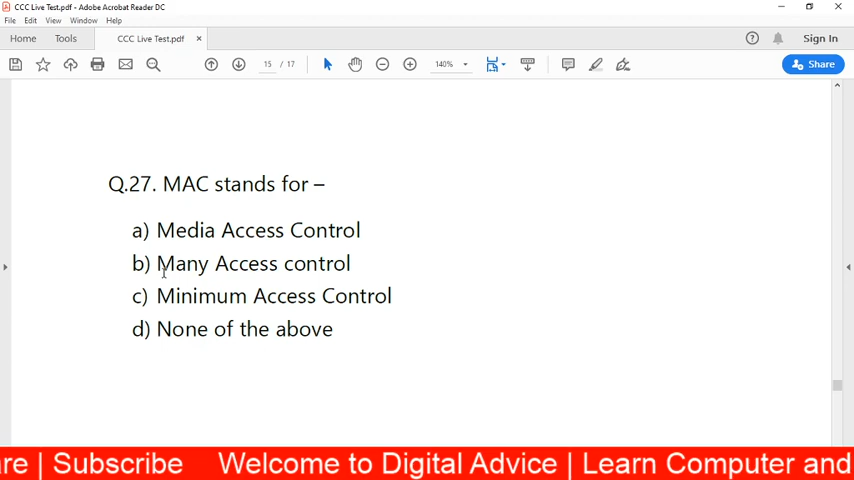 CCC Live Test.pdf - Adobe Acrobat Reader DC
File Edit View Window Help
Home Tools CCC Live Test.pdf × Sign In
15 / 17 140% Share
Q.27. MAC stands for –
a) Media Access Control
b) Many Access control
c) Minimum Access Control
d) None of the above
re | Subscribe Welcome to Digital Advice | Learn Computer and